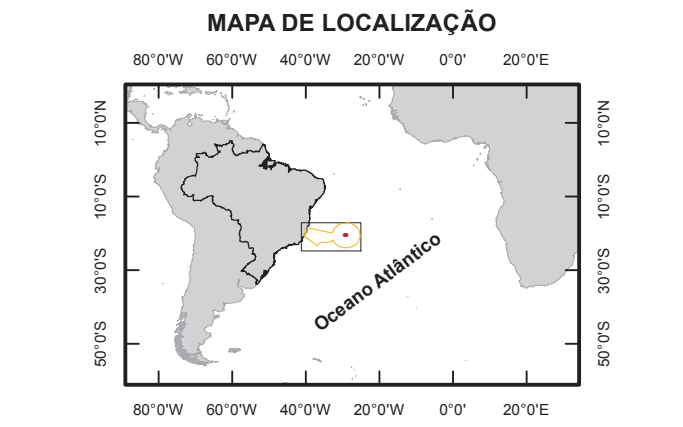 MAPA DE LOCALIZAÇÃO
80°0'W 60°0'W 40°0'W 20°0'W 0°0' 20°0'E
10°0'N 10°0'N
10°0'S 10°0'S
30°0'S 30°0'S
50°0'S 50°0'S
Oceano Atlântico
80°0'W 60°0'W 40°0'W 20°0'W 0°0' 20°0'E